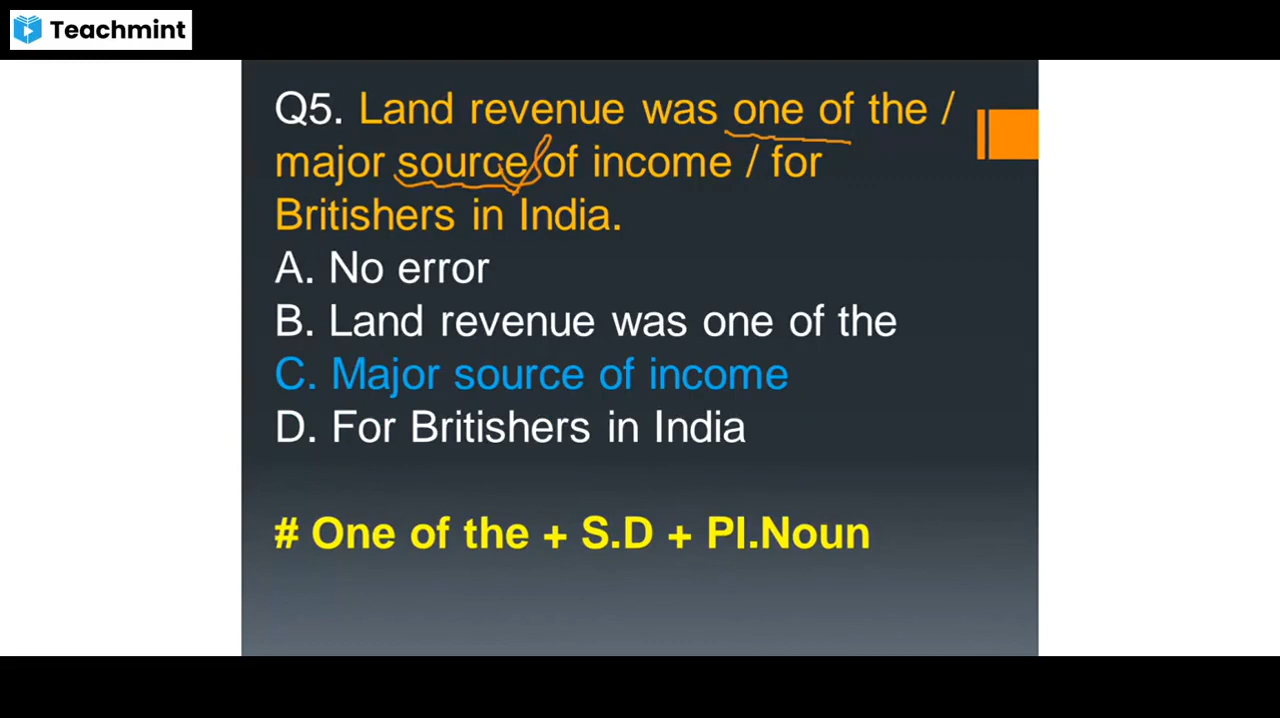 Teachmint
Q5. Land revenue was one of the /
major source of income / for
Britishers in India.
A. No error
B. Land revenue was one of the
C. Major source of income
D. For Britishers in India
# One of the + S.D + Pl.Noun